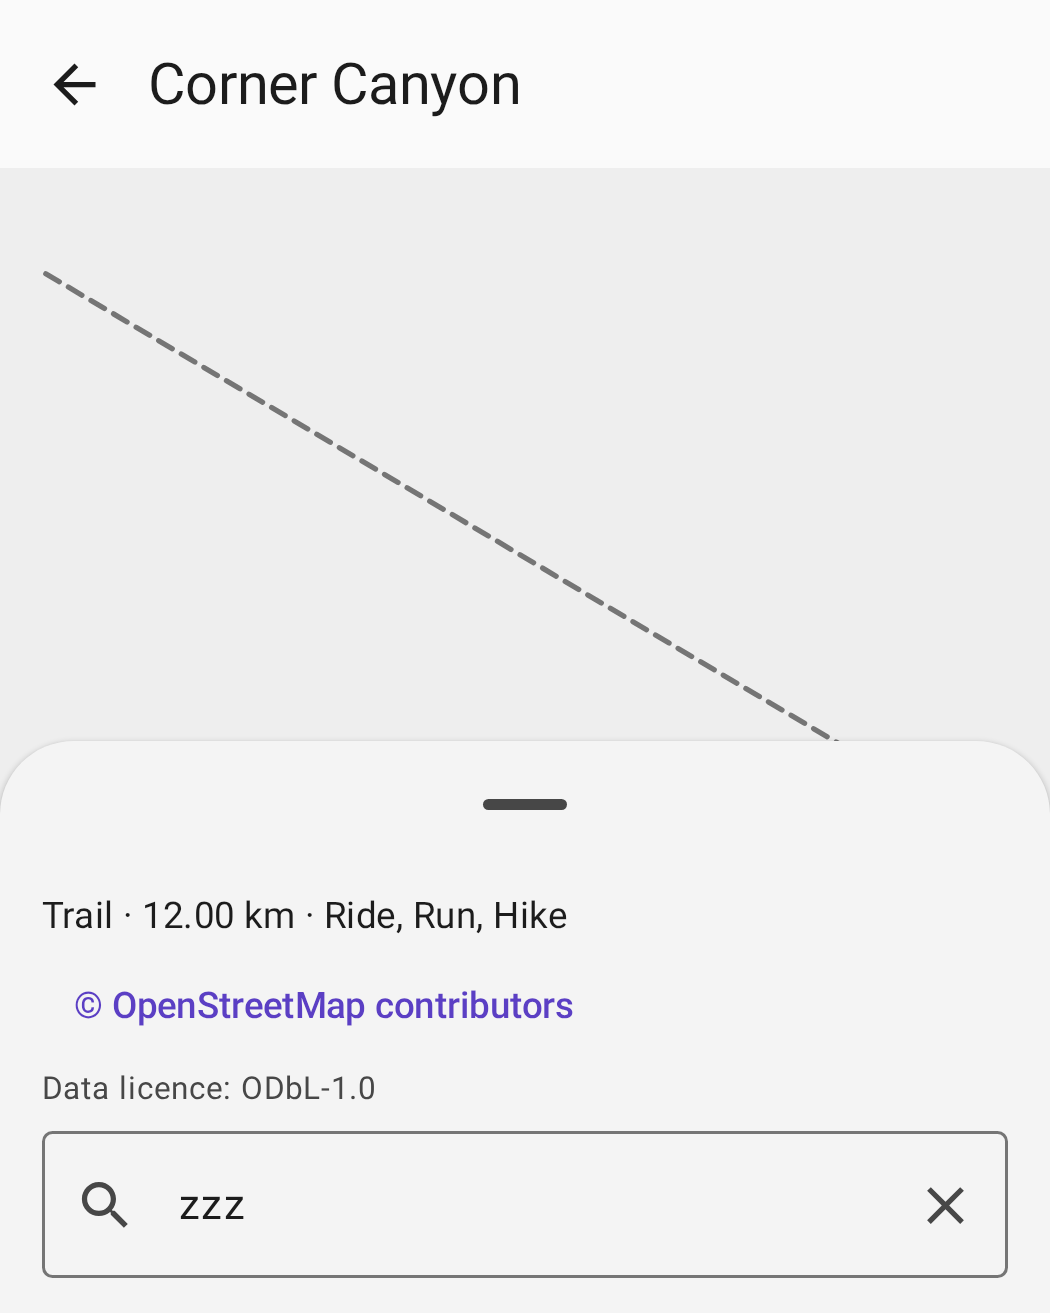 Corner Canyon
Trail · 12.00 km · Ride, Run, Hike
© OpenStreetMap contributors
Data licence: ODbL-1.0
zzz